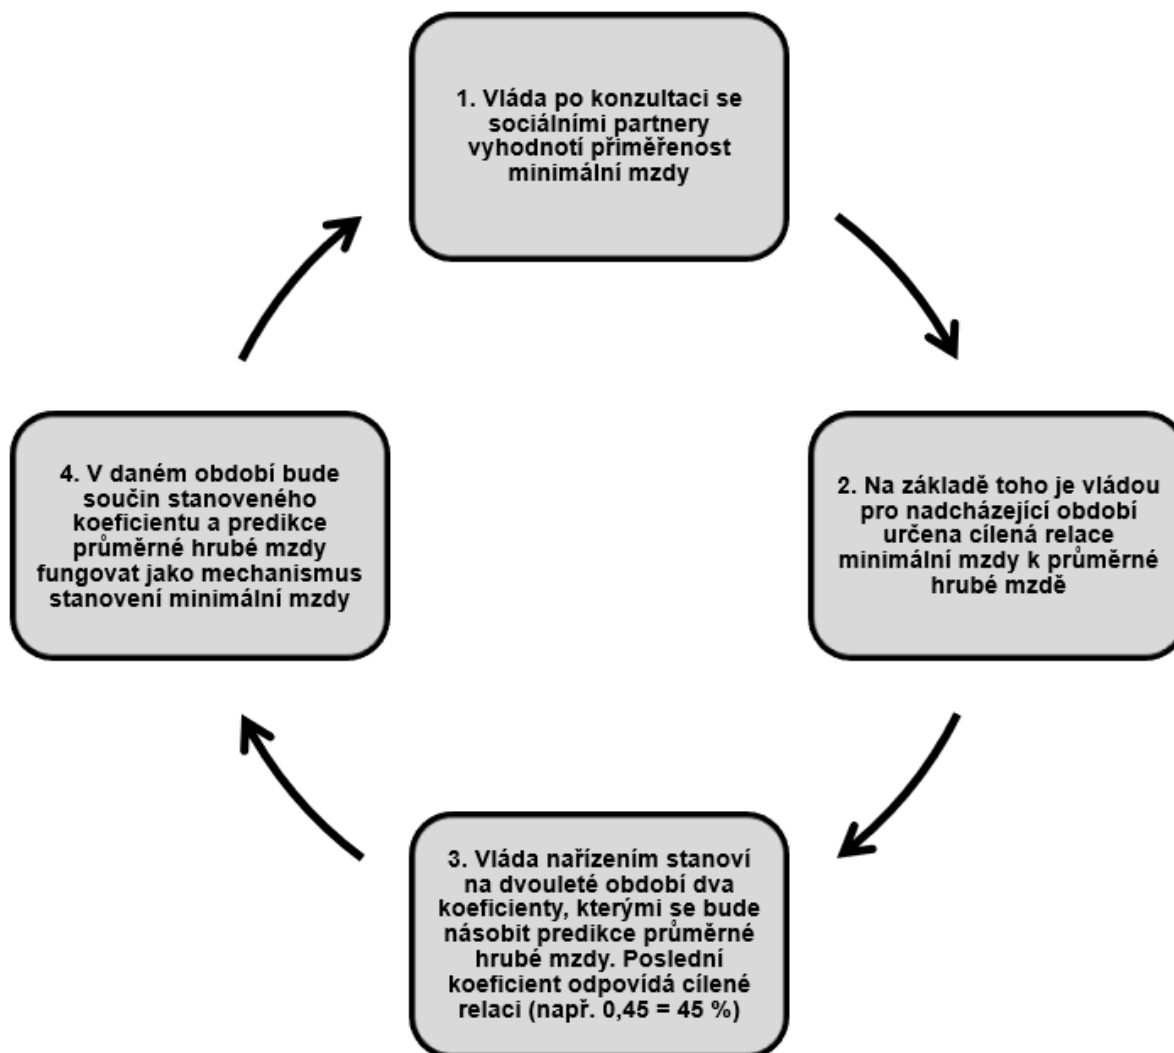 1. Vláda po konzultaci se
sociálními partnery
vyhodnotí přiměřenost
minimální mzdy
2. Na základě toho je vládou
pro nadcházející období
určena cílená relace
minimální mzdy k průměrné
hrubé mzdě
3. Vláda nařízením stanoví
na dvouleté období dva
koeficienty, kterými se bude
násobit predikce průměrné
hrubé mzdy. Poslední
koeficient odpovídá cílené
relaci (např. 0,45 = 45 %)
4. V daném období bude
součin stanoveného
koeficientu a predikce
průměrné hrubé mzdy
fungovat jako mechanismus
stanovení minimální mzdy